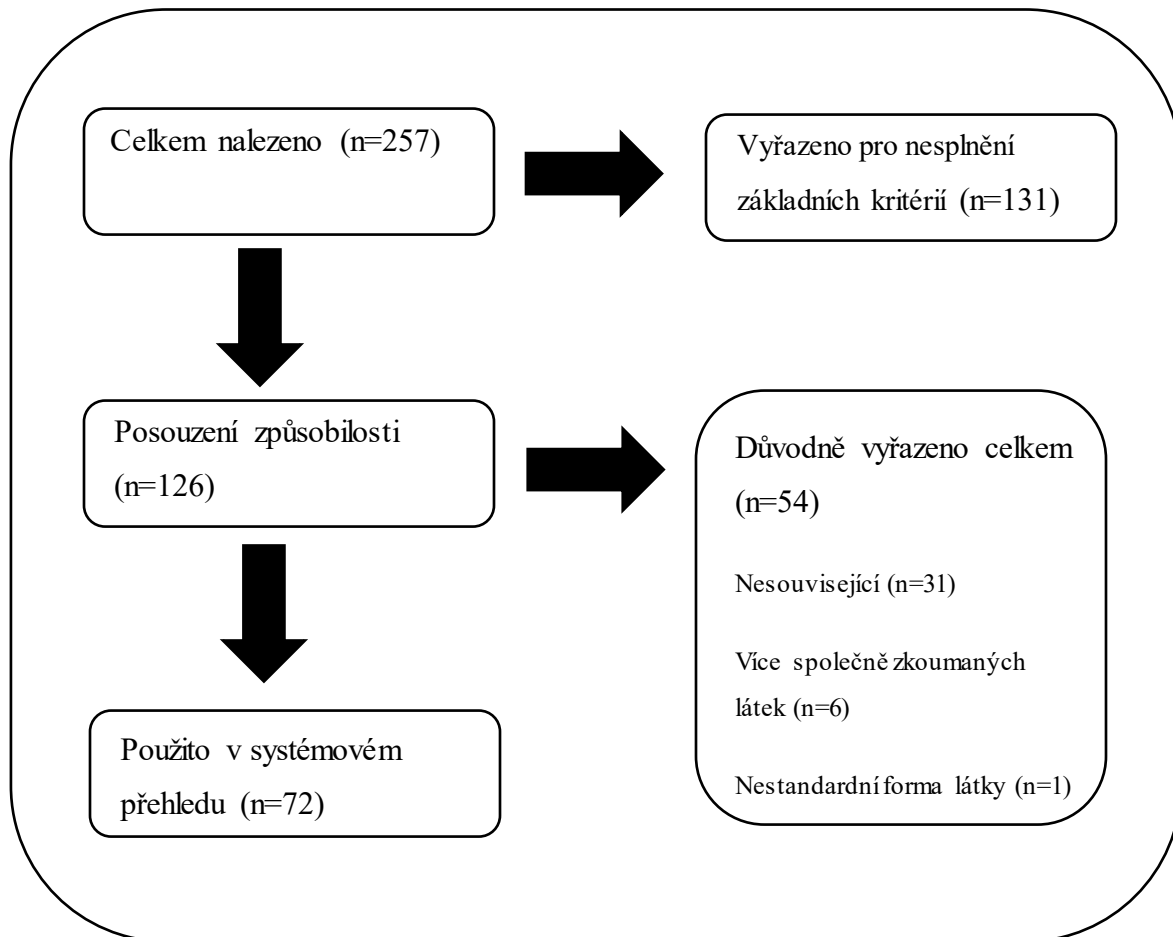 Celkem nalezeno (n=257)
Vyřazeno pro nesplnění
základních kritérií (n=131)
Posouzení způsobilosti
(n=126)
Důvodně vyřazeno celkem
(n=54)
Nesouvisející (n=31)
Více společně zkoumaných
látek (n=6)
Nestandardní forma látky (n=1)
Použito v systémovém
přehledu (n=72)